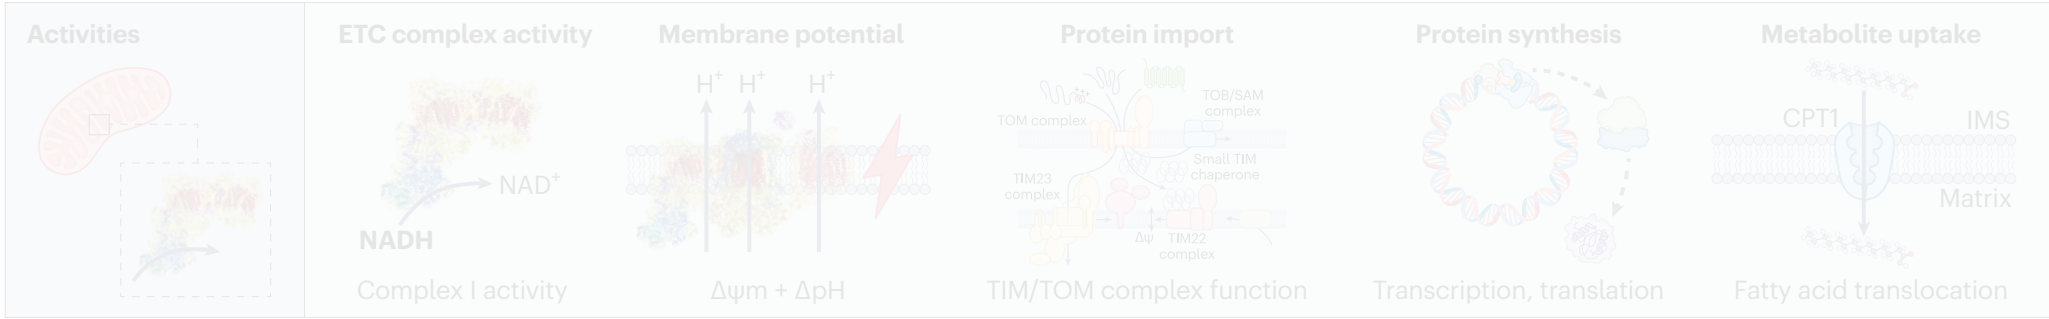 Activities
ETC complex activity
NAD⁺
NADH
Complex I activity
Membrane potential
H⁺ H⁺ H⁺
Δψm + ΔpH
Protein import
TOM complex
TOB/SAM
complex
Small TIM
chaperone
TIM23
complex
Δψ
TIM22
complex
TIM/TOM complex function
Protein synthesis
Transcription, translation
Metabolite uptake
CPT1
IMS
Matrix
Fatty acid translocation